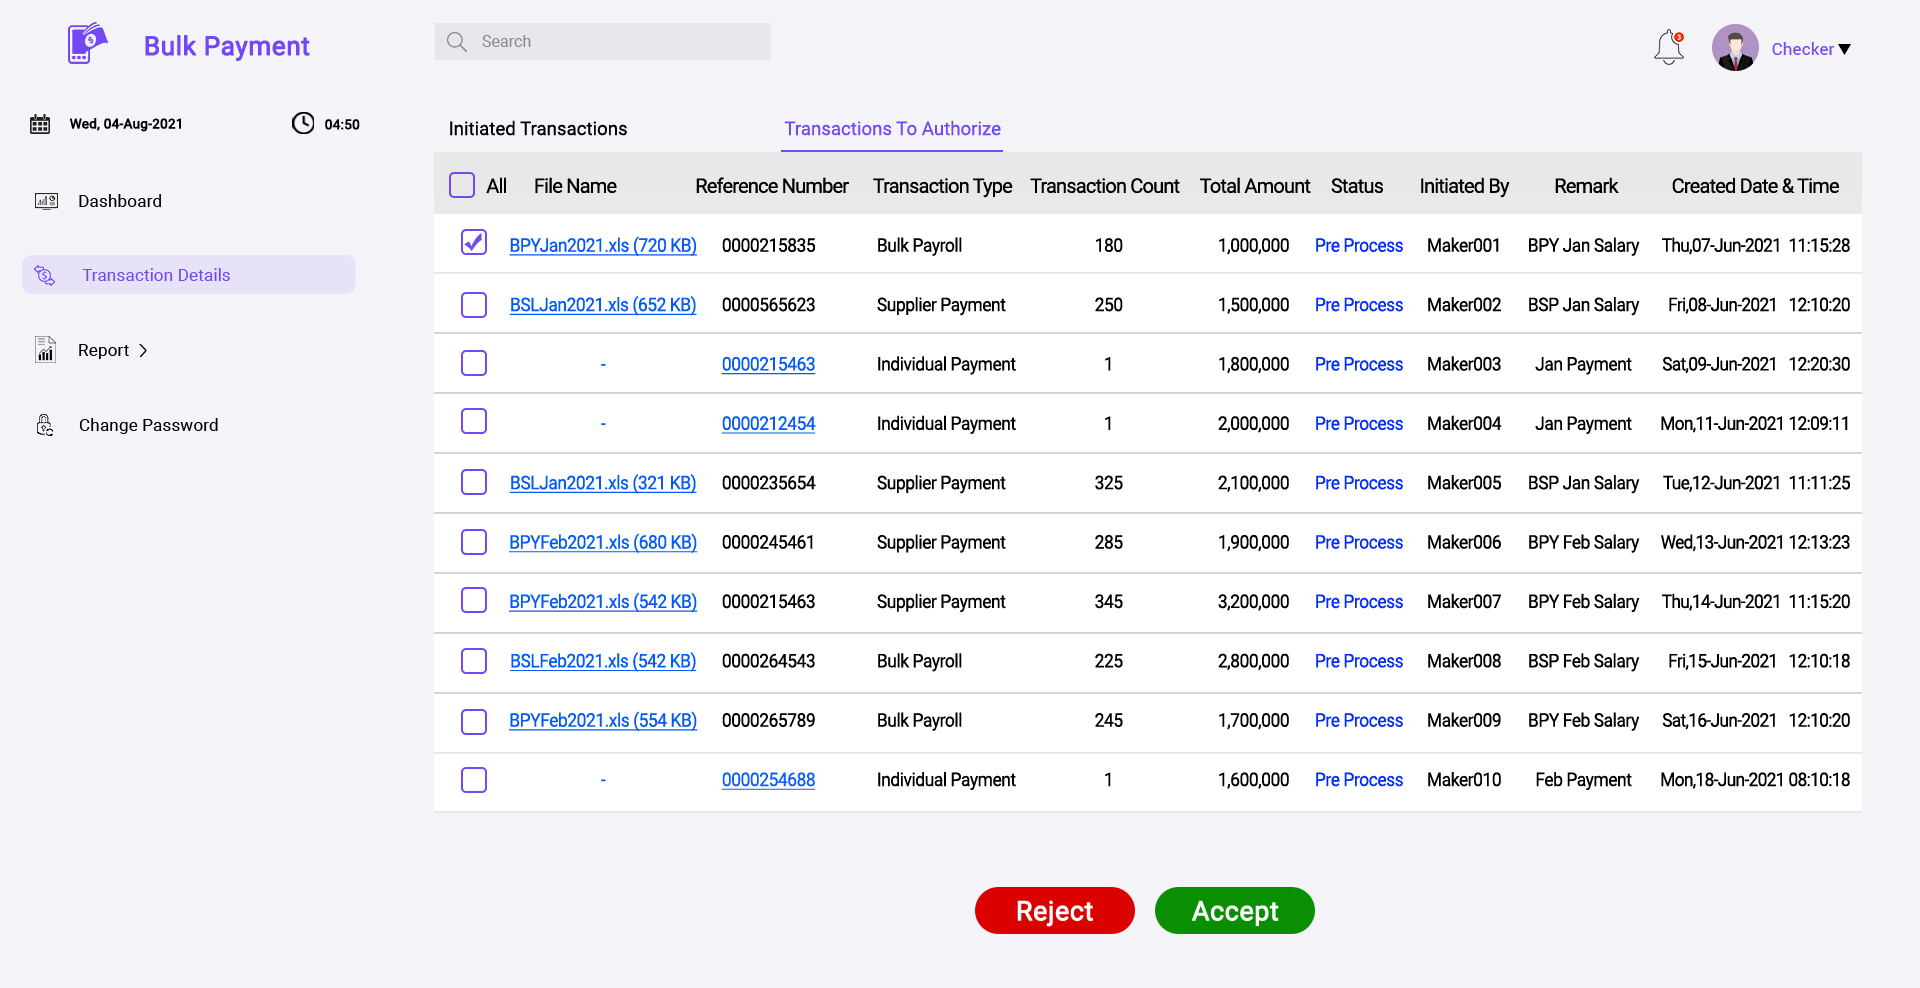 Bulk Payment
Search
3
Checker
Wed, 04-Aug-2021
04:50
Dashboard
Transaction Details
Report
Change Password
Initiated Transactions Transactions To Authorize
All File Name Reference Number Transaction Type Transaction Count Total Amount Status Initiated By Remark Created Date & Time
BPYJan2021.xls (720 KB) 0000215835 Bulk Payroll 180 1,000,000 Pre Process Maker001 BPY Jan Salary Thu,07-Jun-2021 11:15:28
BSLJan2021.xls (652 KB) 0000565623 Supplier Payment 250 1,500,000 Pre Process Maker002 BSP Jan Salary Fri,08-Jun-2021 12:10:20
- 0000215463 Individual Payment 1 1,800,000 Pre Process Maker003 Jan Payment Sat,09-Jun-2021 12:20:30
- 0000212454 Individual Payment 1 2,000,000 Pre Process Maker004 Jan Payment Mon,11-Jun-2021 12:09:11
BSLJan2021.xls (321 KB) 0000235654 Supplier Payment 325 2,100,000 Pre Process Maker005 BSP Jan Salary Tue,12-Jun-2021 11:11:25
BPYFeb2021.xls (680 KB) 0000245461 Supplier Payment 285 1,900,000 Pre Process Maker006 BPY Feb Salary Wed,13-Jun-2021 12:13:23
BPYFeb2021.xls (542 KB) 0000215463 Supplier Payment 345 3,200,000 Pre Process Maker007 BPY Feb Salary Thu,14-Jun-2021 11:15:20
BSLFeb2021.xls (542 KB) 0000264543 Bulk Payroll 225 2,800,000 Pre Process Maker008 BSP Feb Salary Fri,15-Jun-2021 12:10:18
BPYFeb2021.xls (554 KB) 0000265789 Bulk Payroll 245 1,700,000 Pre Process Maker009 BPY Feb Salary Sat,16-Jun-2021 12:10:20
- 0000254688 Individual Payment 1 1,600,000 Pre Process Maker010 Feb Payment Mon,18-Jun-2021 08:10:18
Reject Accept